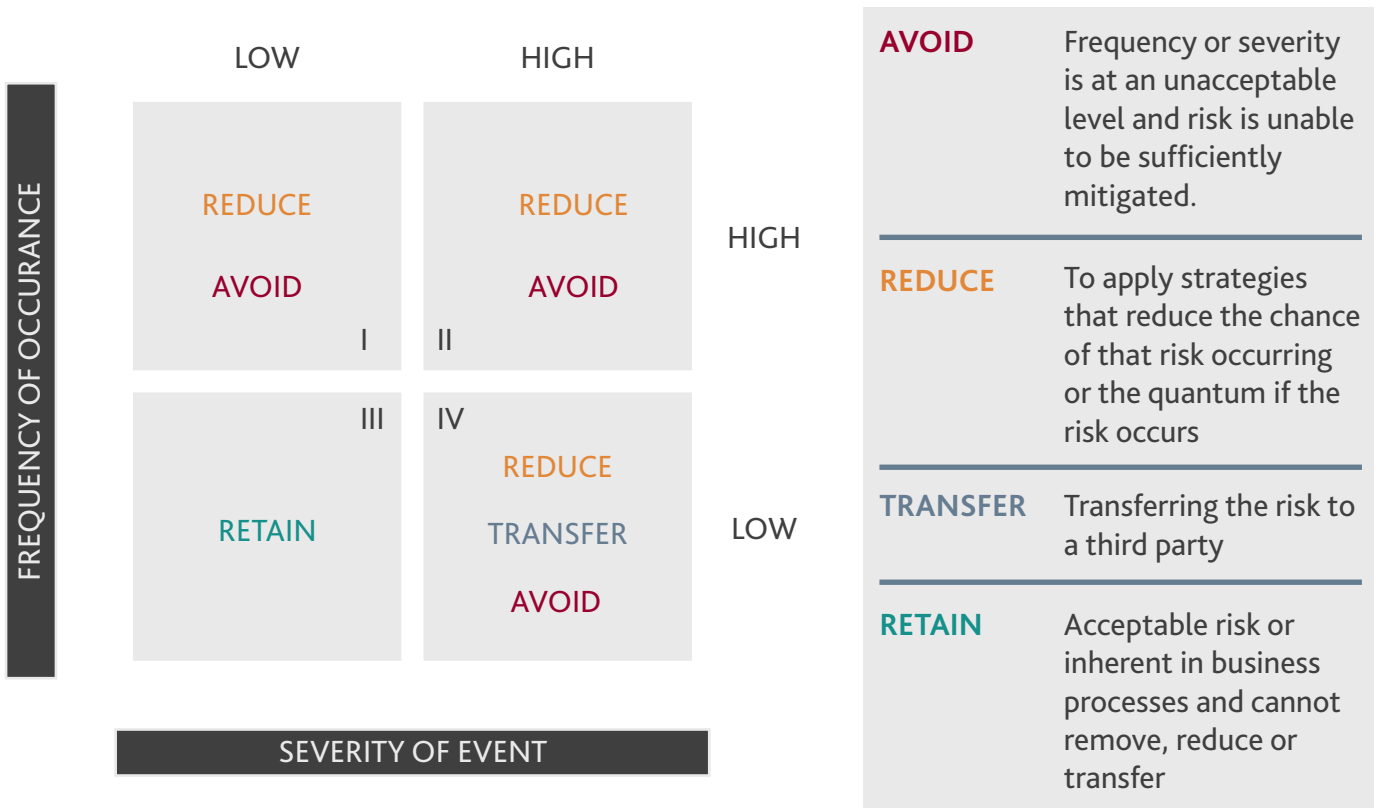 LOW
HIGH
FREQUENCY OF OCCURANCE
REDUCE
AVOID
I
REDUCE
AVOID
II
HIGH
III
RETAIN
IV
REDUCE
TRANSFER
AVOID
LOW
SEVERITY OF EVENT
AVOID
Frequency or severity
is at an unacceptable
level and risk is unable
to be sufficiently
mitigated.
REDUCE
To apply strategies
that reduce the chance
of that risk occurring
or the quantum if the
risk occurs
TRANSFER
Transferring the risk to
a third party
RETAIN
Acceptable risk or
inherent in business
processes and cannot
remove, reduce or
transfer